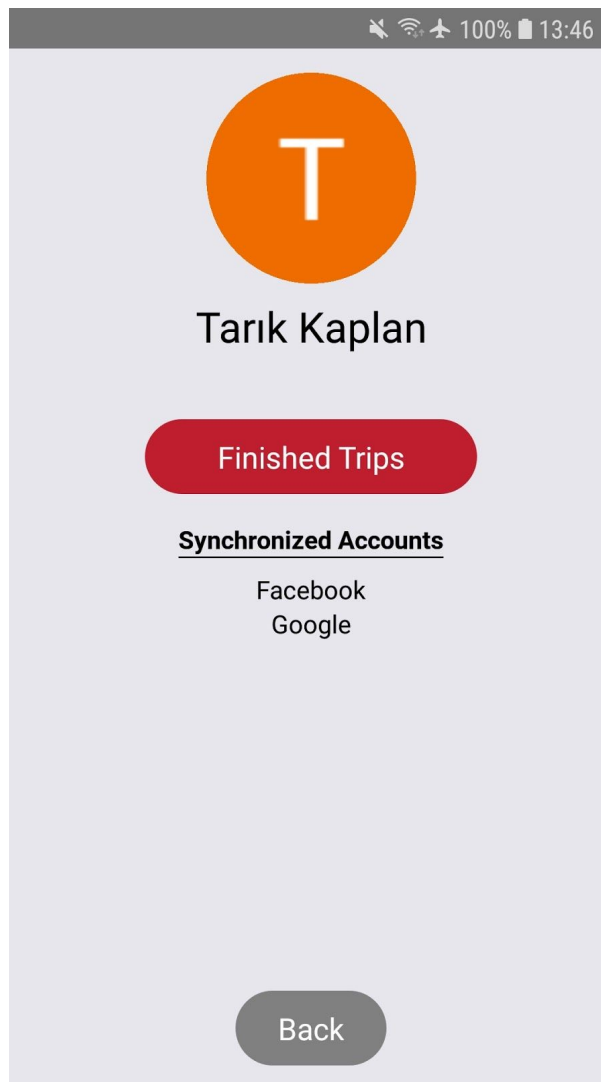 100% 13:46
T
Tarık Kaplan
Finished Trips
Synchronized Accounts
Facebook
Google
Back